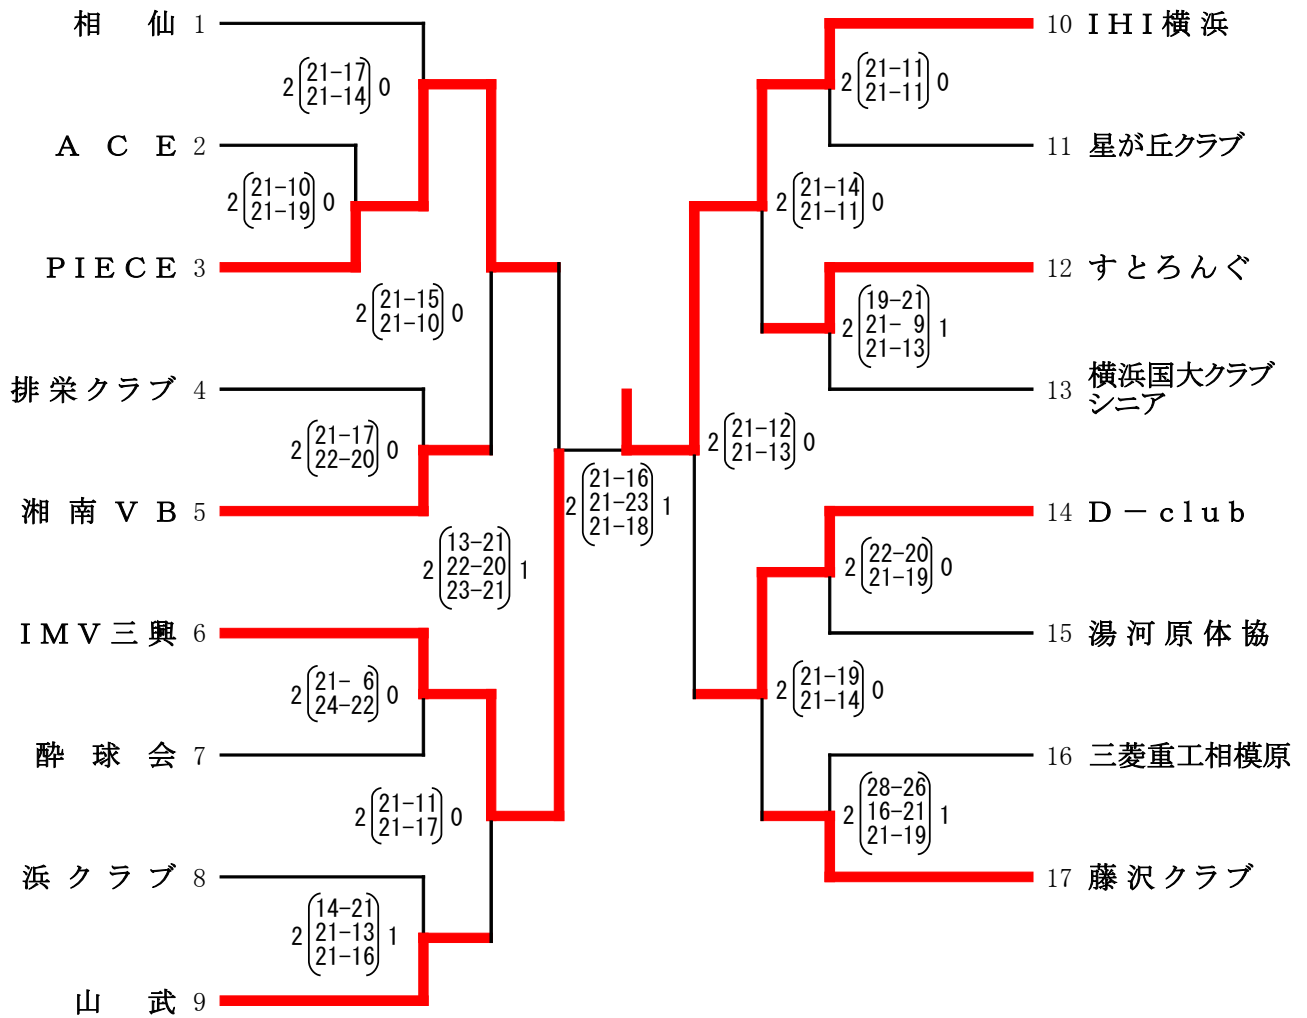 相仙 1
2 21-17 0
21-14
ACE 2
2 21-10 0
21-19
PIECE 3
2 21-15 0
21-10
排栄クラブ 4
2 21-17 0
22-20
湘南VB 5
2 13-21 1
22-20
23-21
IMV三興 6
2 21- 6 0
24-22
酔球会 7
2 21-11 0
21-17
浜クラブ 8
2 14-21 1
21-13
21-16
山武 9
2 21-16 1
21-23
21-18
10 IHI横浜
2 21-11 0
21-11
11 星が丘クラブ
2 21-14 0
21-11
12 すとろんぐ
2 19-21 1
21- 9
21-13
13 横浜国大クラブ
シニア
2 21-12 0
21-13
14 D－club
2 22-20 0
21-19
15 湯河原体協
2 21-19 0
21-14
16 三菱重工相模原
2 28-26 1
16-21
21-19
17 藤沢クラブ